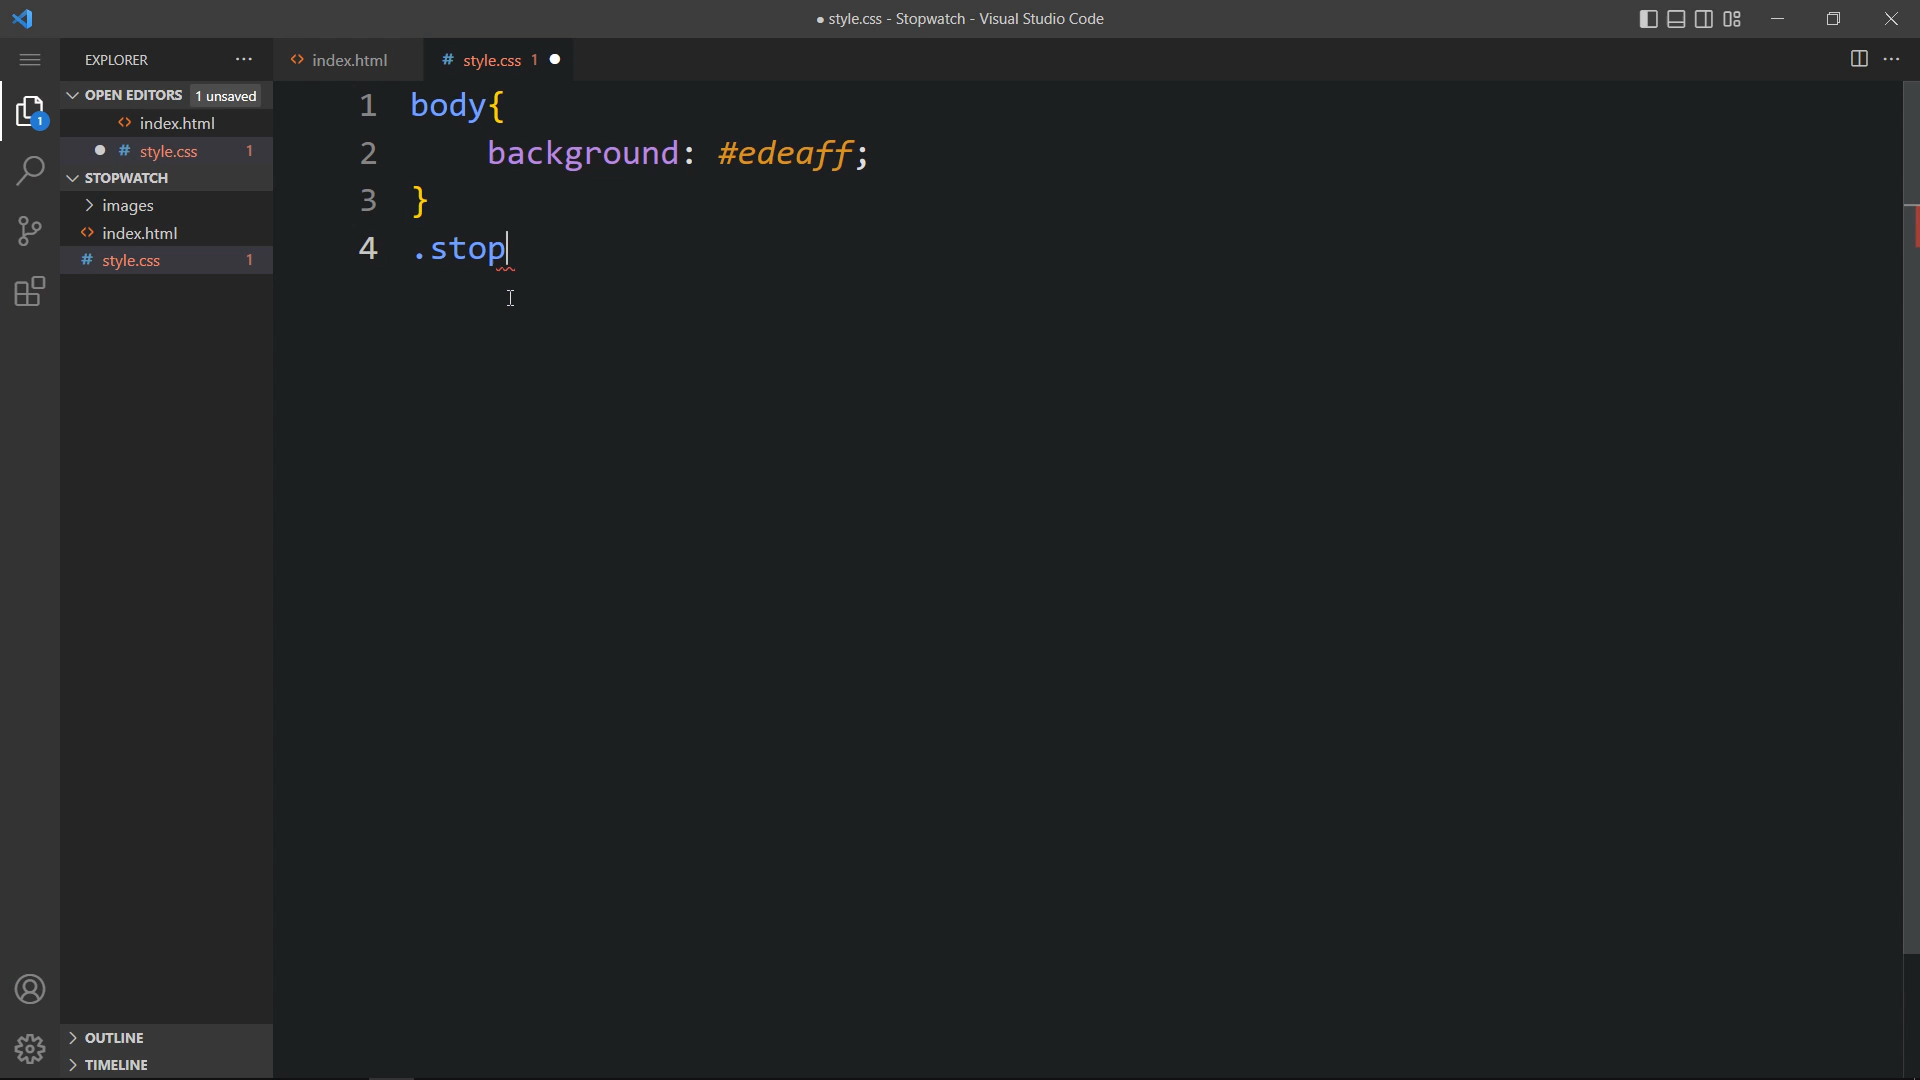 ● style.css - Stopwatch - Visual Studio Code
EXPLORER
index.html
# style.css 1 ●
OPEN EDITORS 1 unsaved
index.html
● # style.css 1
STOPWATCH
images
index.html
# style.css 1
OUTLINE
TIMELINE
1
1 body{
2 background: #edeaff;
3 }
4 .stop